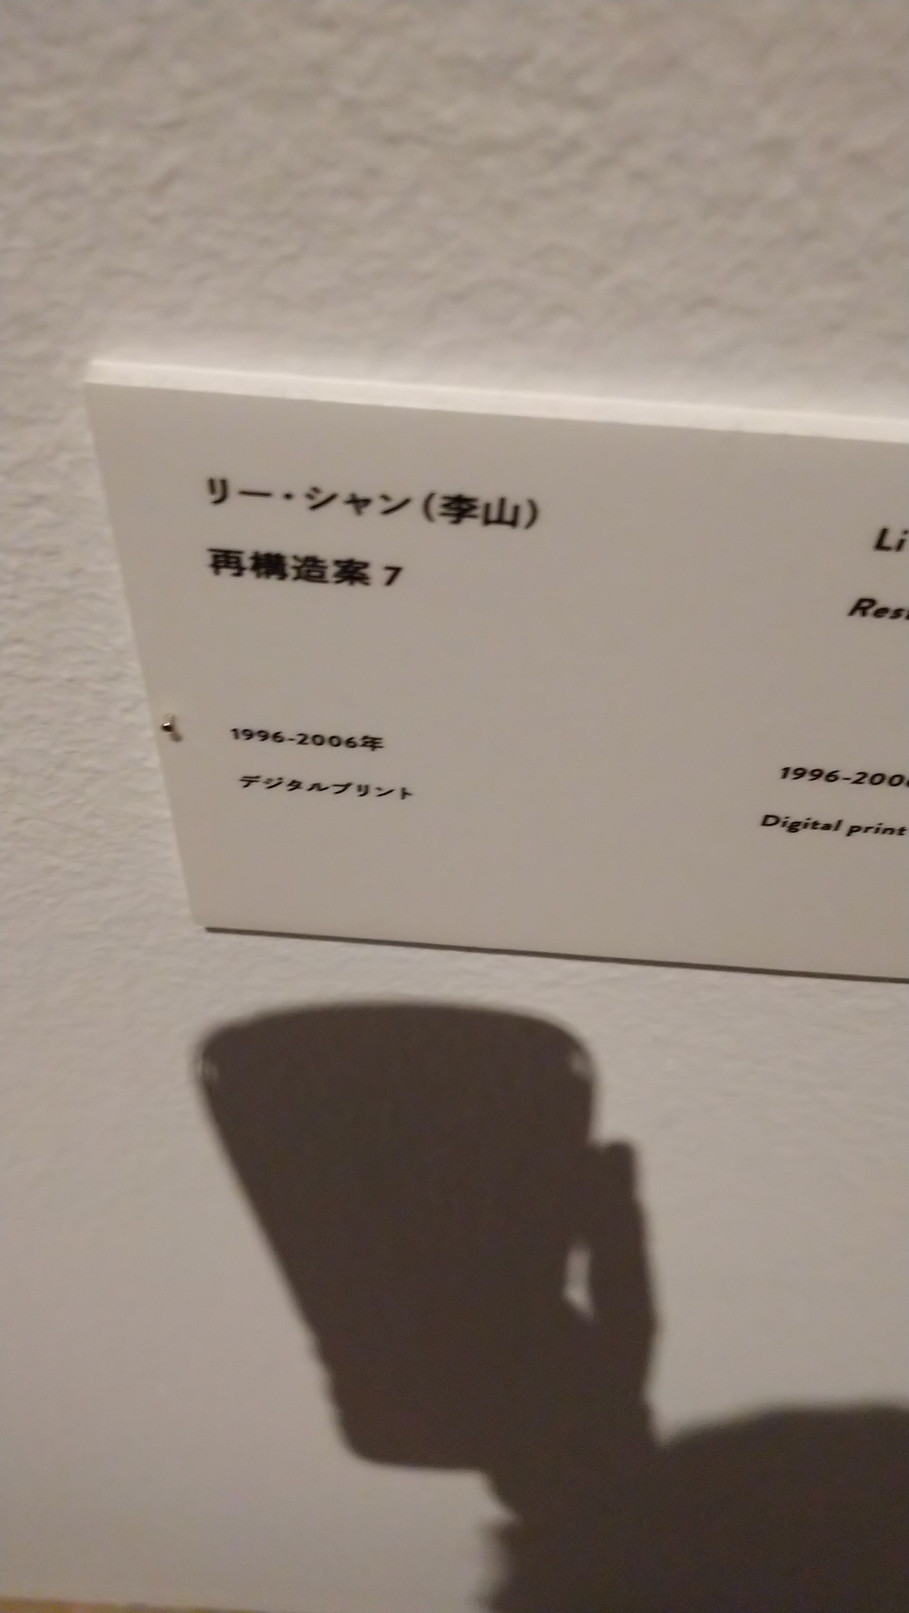 リー・シャン（李山）
再構造案 7
1996-2006年
デジタルプリント
Li
1996-200
Digital print